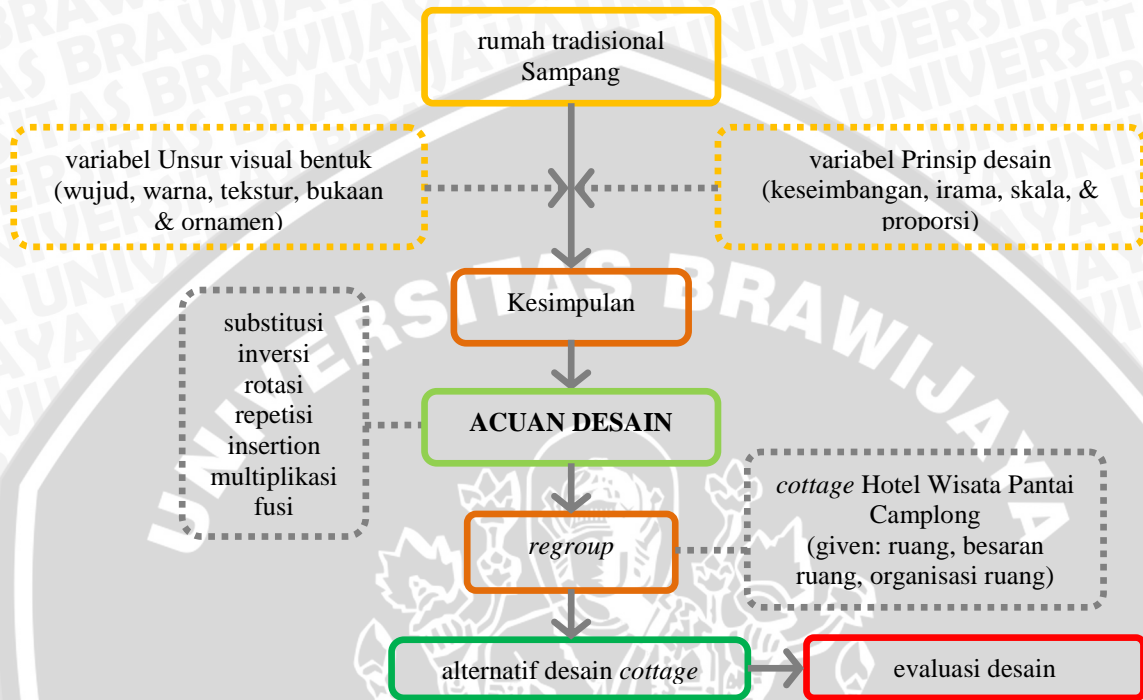 rumah tradisional
Sampang
variabel Unsur visual bentuk
(wujud, warna, tekstur, bukaan
& ornamen)
variabel Prinsip desain
(keseimbangan, irama, skala, &
proporsi)
Kesimpulan
substitusi
inversi
rotasi
repetisi
insertion
multiplikasi
fusi
ACUAN DESAIN
regroup
cottage Hotel Wisata Pantai
Camplong
(given: ruang, besaran
ruang, organisasi ruang)
alternatif desain cottage
evaluasi desain
UNIVERSITAS BRAWIJAYA